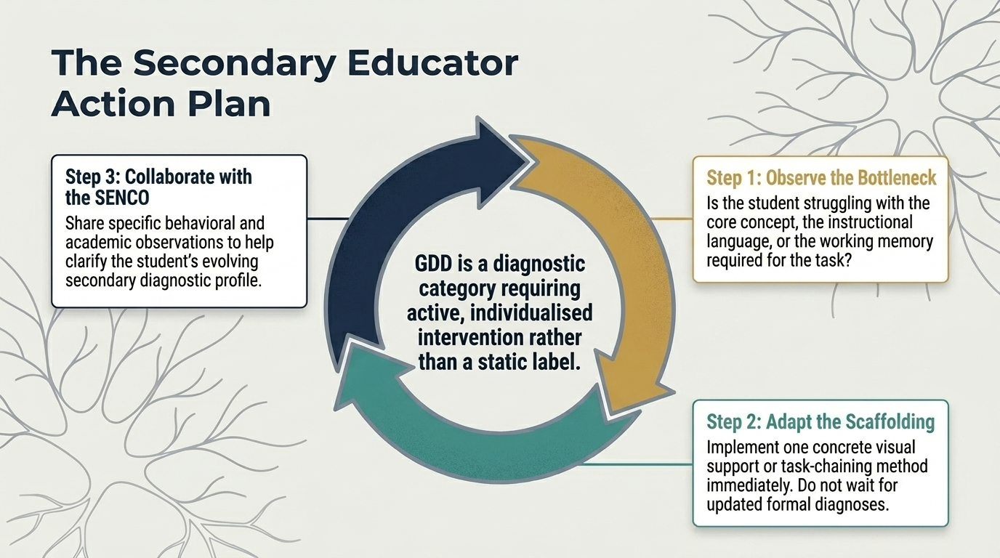 The Secondary Educator
Action Plan
Step 3: Collaborate with
the SENCO
Share specific behavioral and
academic observations to help
clarify the student's evolving
secondary diagnostic profile.
GDD is a diagnostic
category requiring
active, individualised
intervention rather
than a static label.
Step 1: Observe the Bottleneck
Is the student struggling with the
core concept, the instructional
language, or the working memory
required for the task?
Step 2: Adapt the Scaffolding
Implement one concrete visual
support or task-chaining method
immediately. Do not wait for
updated formal diagnoses.